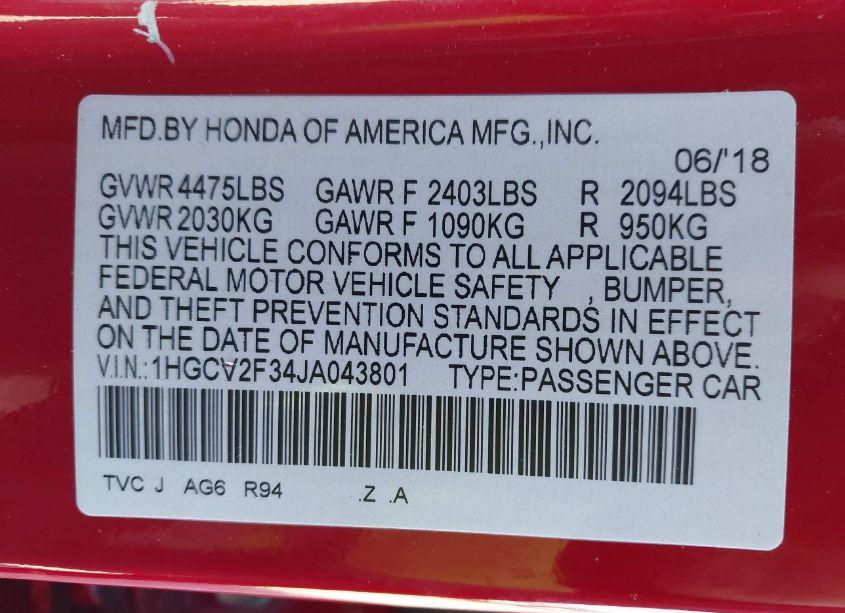 MFD.BY HONDA OF AMERICA MFG.,INC.
06/'18
GVWR 4475LBS GAWR F 2403LBS R 2094LBS
GVWR 2030KG GAWR F 1090KG R 950KG
THIS VEHICLE CONFORMS TO ALL APPLICABLE
FEDERAL MOTOR VEHICLE SAFETY , BUMPER,
AND THEFT PREVENTION STANDARDS IN EFFECT
ON THE DATE OF MANUFACTURE SHOWN ABOVE.
V.I.N.:1HGCV2F34JA043801 TYPE:PASSENGER CAR
TVC J AG6 R94 .Z .A